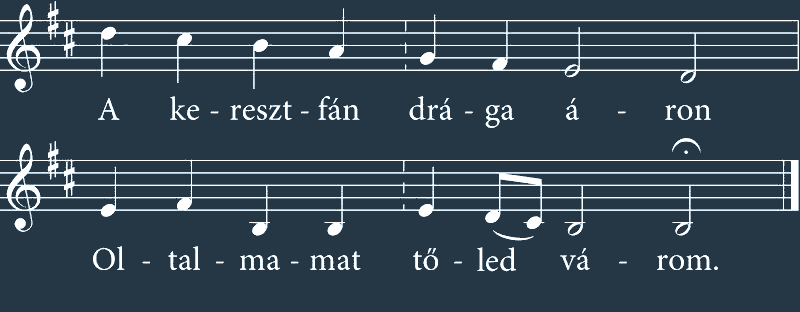 A ke - reszt - fán drá - ga á - ron
Ol - tal - ma - mat tő - led vá - rom.